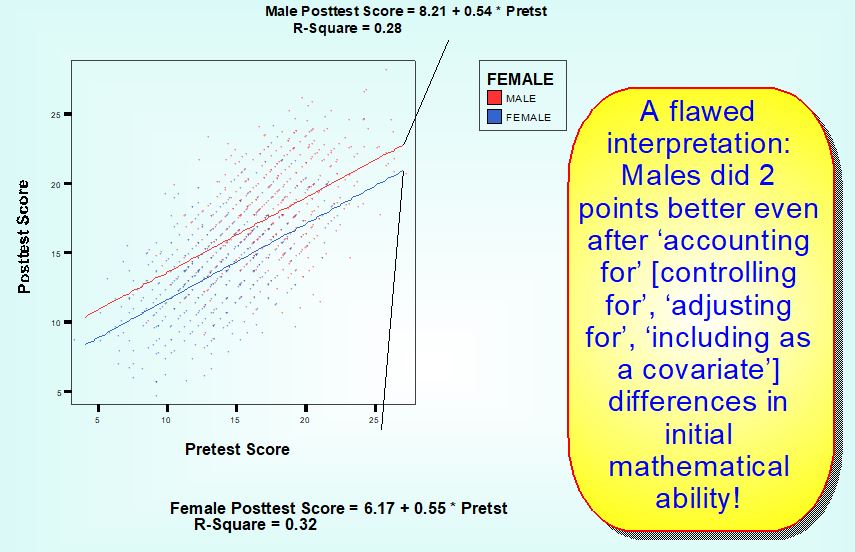 Male Posttest Score = 8.21 + 0.54 * Pretst
R-Square = 0.28
FEMALE
MALE
FEMALE
25
20
15
10
5
Posttest Score
5
10
15
20
25
Pretest Score
Female Posttest Score = 6.17 + 0.55 * Pretst
R-Square = 0.32
A flawed
interpretation:
Males did 2
points better even
after ‘accounting
for’ [controlling
for’, ‘adjusting
for’, ‘including as
a covariate’]
differences in
initial
mathematical
ability!